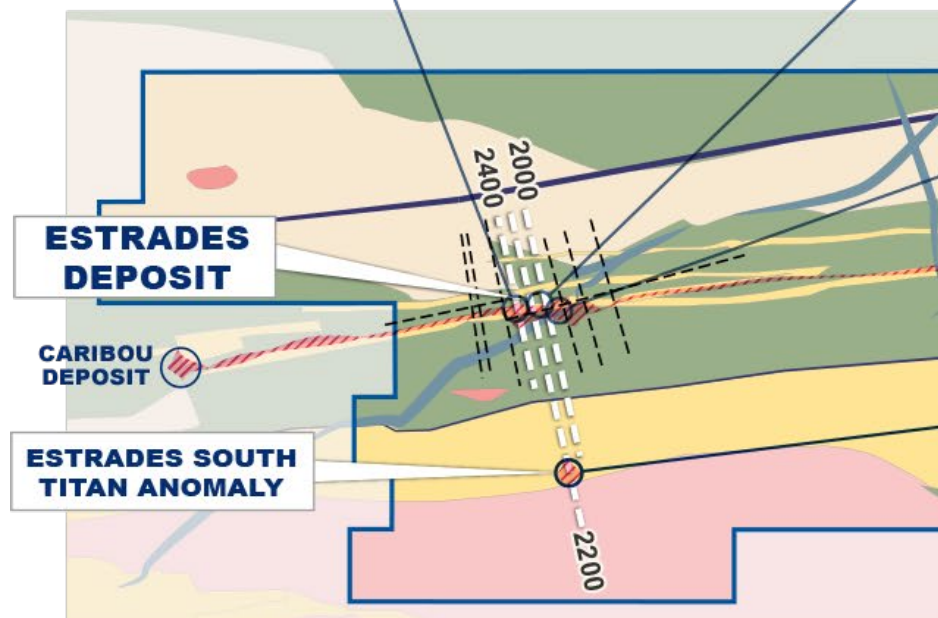 2000
2400
ESTRADES
DEPOSIT
CARIBOU
DEPOSIT
ESTRADES SOUTH
TITAN ANOMALY
2200